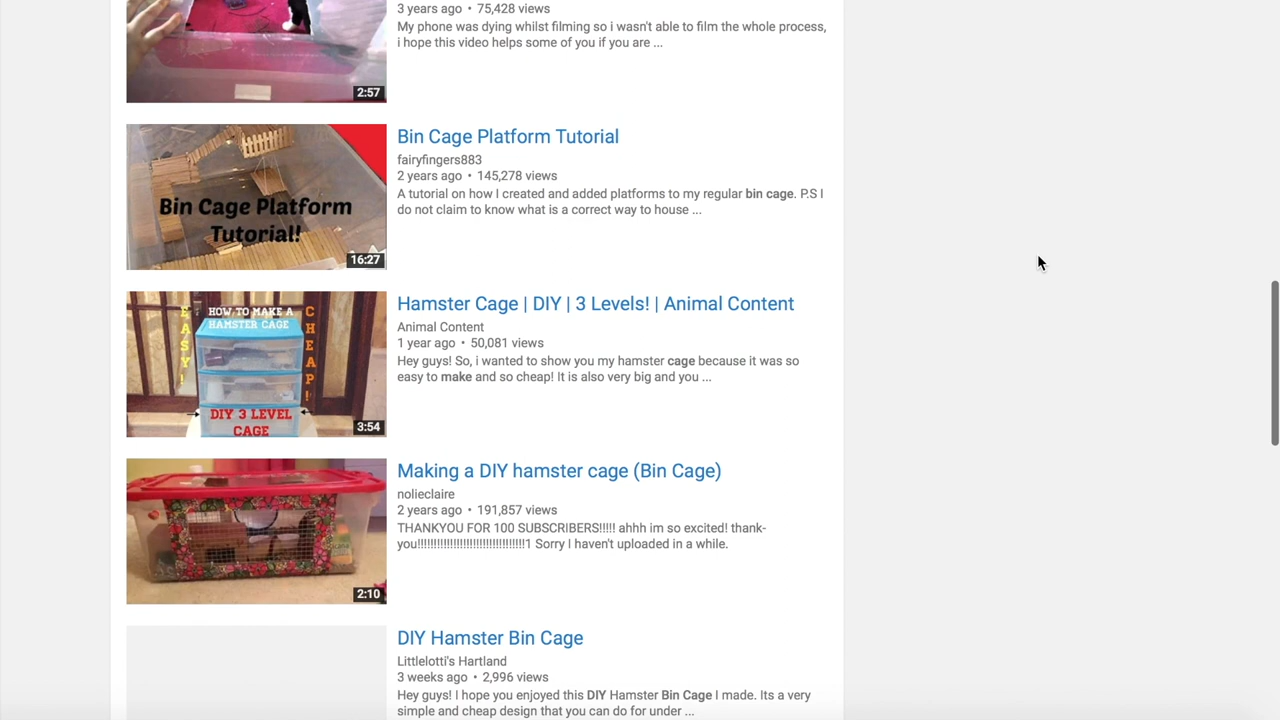 3 years ago • 75,428 views
My phone was dying whilst filming so i wasn't able to film the whole process,
i hope this video helps some of you if you are ...
2:57
Bin Cage Platform
Tutorial!
16:27
Bin Cage Platform Tutorial
fairyfingers883
2 years ago • 145,278 views
A tutorial on how I created and added platforms to my regular bin cage. P.S I
do not claim to know what is a correct way to house ...
EASY!
HOW TO MAKE A
HAMSTER CAGE
CHEAP!
DIY 3 LEVEL
CAGE
3:54
Hamster Cage | DIY | 3 Levels! | Animal Content
Animal Content
1 year ago • 50,081 views
Hey guys! So, i wanted to show you my hamster cage because it was so
easy to make and so cheap! It is also very big and you ...
2:10
Making a DIY hamster cage (Bin Cage)
nolieclaire
2 years ago • 191,857 views
THANKYOU FOR 100 SUBSCRIBERS!!!!! ahhh im so excited! thank-
you!!!!!!!!!!!!!!!!!!!!!!!!!!!!!!!!!1 Sorry I haven't uploaded in a while.
DIY Hamster Bin Cage
Littlelotti's Hartland
3 weeks ago • 2,996 views
Hey guys! I hope you enjoyed this DIY Hamster Bin Cage I made. Its a very
simple and cheap design that you can do for under ...